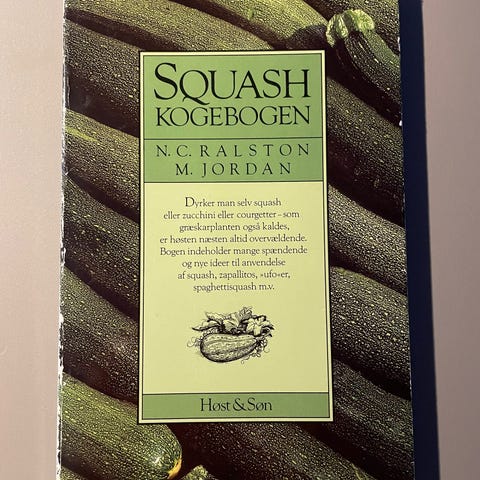 SQUASH
KOGEBOGEN
N. C. RALSTON
M. JORDAN
Dyrker man selv squash
eller zucchini eller courgetter – som
græskarplanten også kaldes,
er høsten næsten altid overvældende.
Bogen indeholder mange spændende
og nye ideer til anvendelse
af squash, zapallitos, »ufo«er,
spaghettisquash m.v.
Høst & Søn